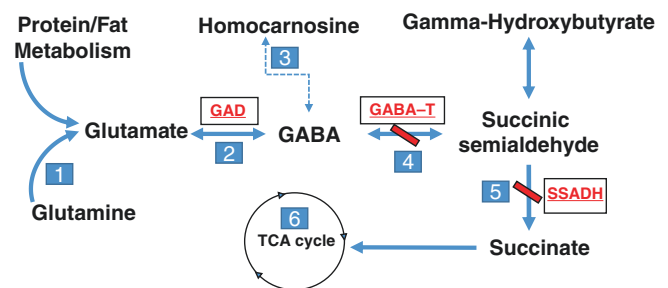 Protein/Fat
Metabolism
Homocarnosine
Gamma-Hydroxybutyrate
3
GAD
GABA–T
Glutamate
GABA
Succinic
semialdehyde
2
4
1
5
SSADH
Glutamine
6
TCA cycle
Succinate